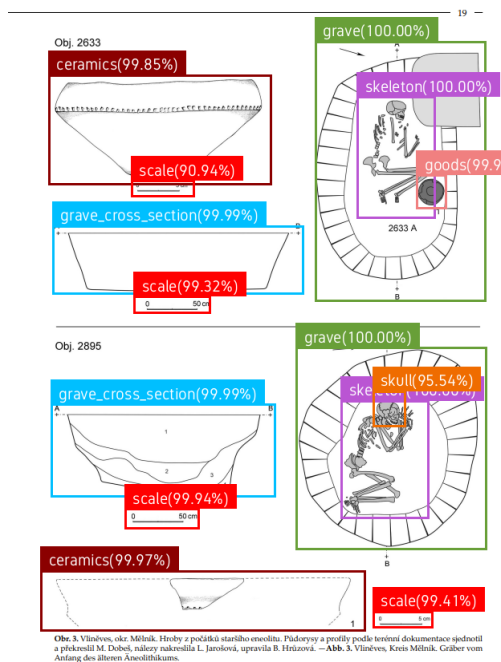 19
Obj. 2633
grave(100.00%)
A
ceramics(99.85%)
skeleton(100.00%)
scale(90.94%)
goods(99.9
1
grave_cross_section(99.99%)
2633 A
scale(99.32%)
0 50 cm
B
Obj. 2895
grave(100.00%)
skull(95.54%)
grave_cross_section(99.99%)
A B
1
2
3
scale(99.94%)
0 50 cm
B
ceramics(99.97%)
scale(99.41%)
1
0 5 cm
Obr. 3. Vliněves, okr. Mělník. Hroby z počátků staršího eneolitu. Půdorysy a profily podle terénní dokumentace sjednotil
a překreslil M. Dobeš, nálezy nakreslila L. Jarošová, upravila B. Hrůzová. — Abb. 3. Vliněves, Kreis Mělník. Gräber vom
Anfang des älteren Äneolithikums.